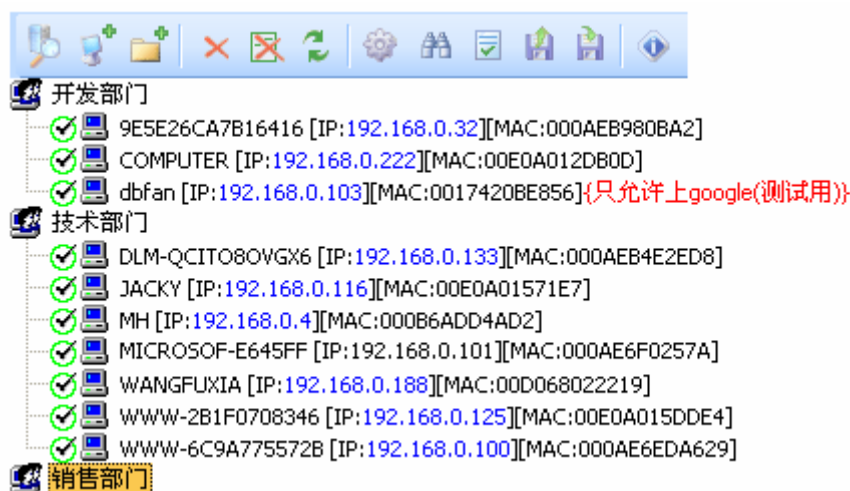 开发部门
9E5E26CA7B16416 [IP:192.168.0.32][MAC:000AEB980BA2]
COMPUTER [IP:192.168.0.222][MAC:00E0A012DB0D]
dbfan [IP:192.168.0.103][MAC:0017420BE856]{只允许上google(测试用)}
技术部门
DLM-QCITO8OVGX6 [IP:192.168.0.133][MAC:000AEB4E2ED8]
JACKY [IP:192.168.0.116][MAC:00E0A01571E7]
MH [IP:192.168.0.4][MAC:000B6ADD4AD2]
MICROSOF-E645FF [IP:192.168.0.101][MAC:000AE6F0257A]
WANGFUXIA [IP:192.168.0.188][MAC:00D068022219]
WWW-2B1F0708346 [IP:192.168.0.125][MAC:00E0A015DDE4]
WWW-6C9A775572B [IP:192.168.0.100][MAC:000AE6EDA629]
销售部门